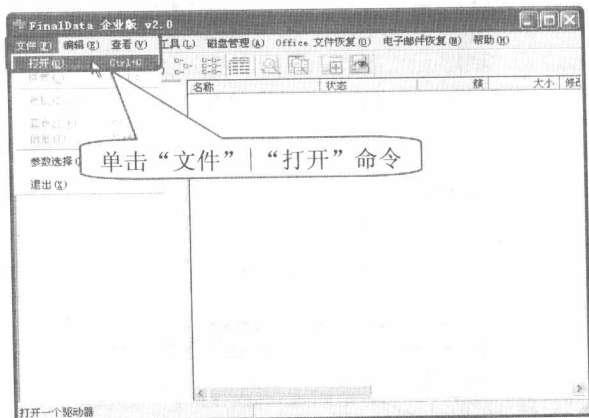 FinalData 企业版 v2.0
文件(F) 编辑(E) 查看(V) 工具(L) 磁盘管理(A) Office 文件恢复(O) 电子邮件恢复(M) 帮助(H)
打开(O) Ctrl+O
名称 状态 簇 大小
单击“文件”|“打开”命令
参数选择
退出(X)
打开一个驱动器